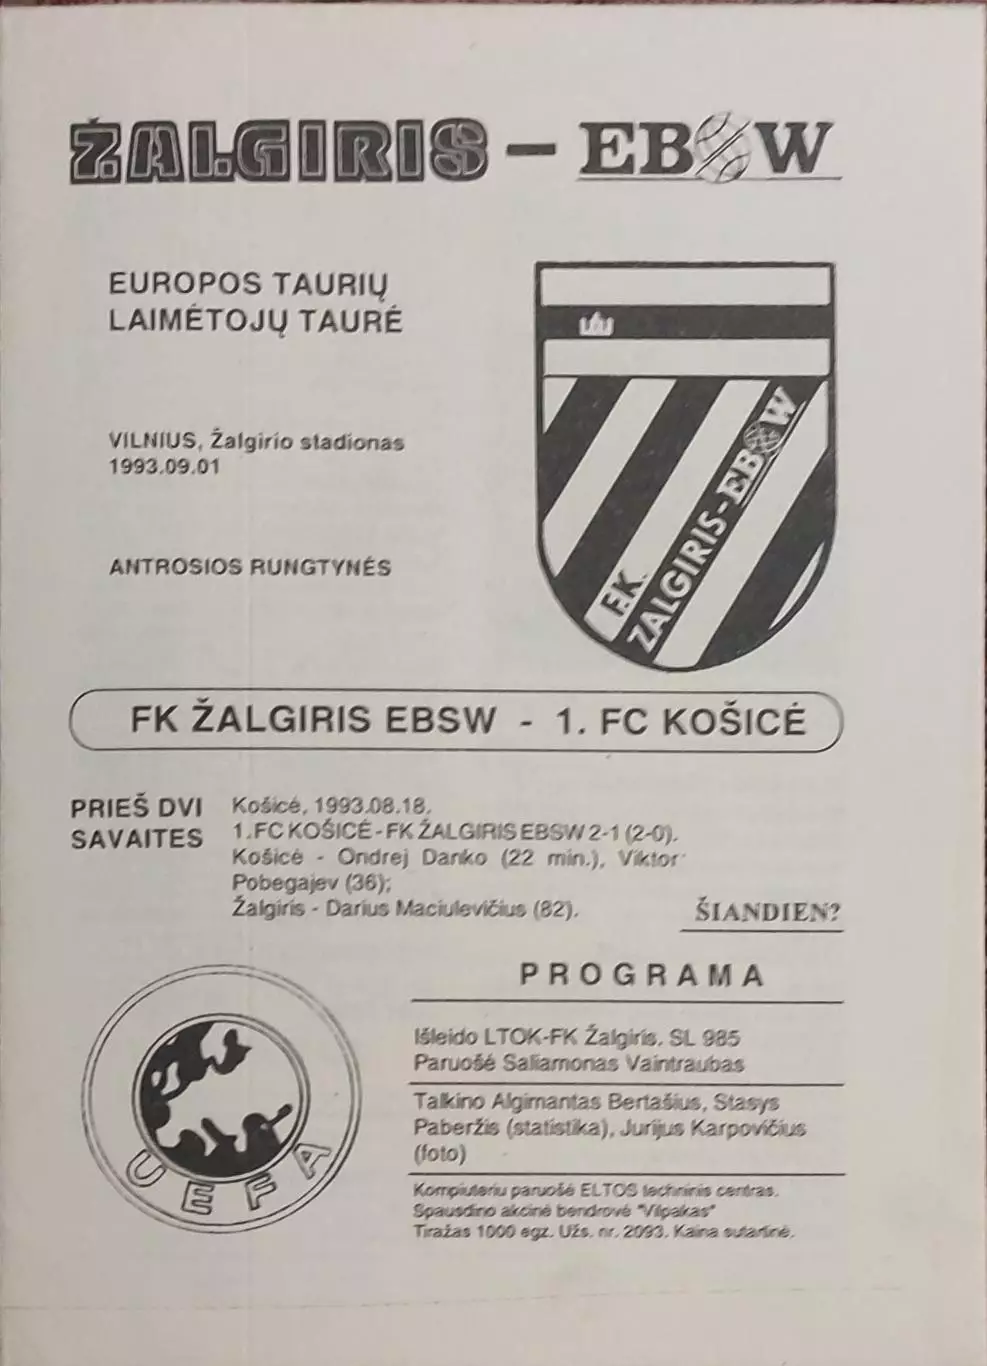 ŽALGIRIS – EBSW
EUROPOS TAURIŲ
LAIMĖTOJŲ TAURĖ
VILNIUS, Žalgirio stadionas
1993.09.01
ANTROSIOS RUNGTYNĖS
F.K. ŽALGIRIS-EBSW
FK ŽALGIRIS EBSW - 1. FC KOŠICĖ
PRIEŠ DVI
SAVAITES
Košicė, 1993.08.18.
1.FC KOŠICĖ-FK ŽALGIRIS EBSW 2-1 (2-0).
Košicė - Ondrej Danko (22 min.), Viktor
Pobegajev (36);
Žalgiris - Darius Maciulevičius (82).
ŠIANDIEN?
PROGRAMA
Išleido LTOK-FK Žalgiris. SL 985
Paruošė Saliamonas Vaintraubas
Talkino Algimantas Bertašius, Stasys
Paberžis (statistika), Jurijus Karpovičius
(foto)
Kompiuteriu paruošė ELTOS techninis centras.
Spausdino akcinė bendrovė "Vilpakas"
Tiražas 1000 egz. Užs. nr. 2093. Kaina sutartinė.
UEFA